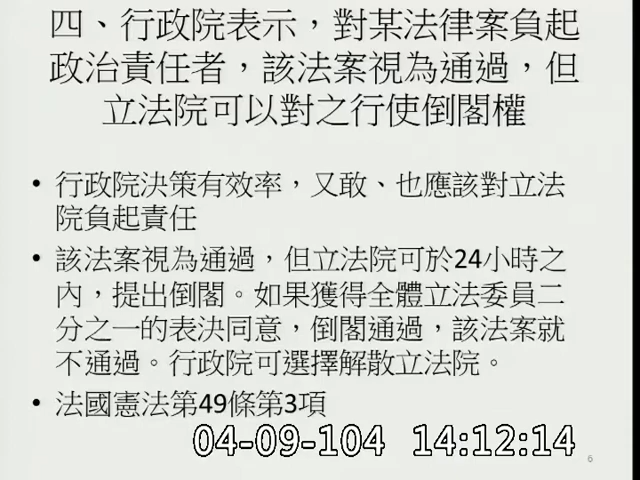 四、行政院表示，對某法律案負起
政治責任者，該法案視為通過，但
立法院可以對之行使倒閣權
• 行政院決策有效率，又敢、也應該對立法
院負起責任
• 該法案視為通過，但立法院可於24小時之
內，提出倒閣。如果獲得全體立法委員二
分之一的表決同意，倒閣通過，該法案就
不通過。行政院可選擇解散立法院。
• 法國憲法第49條第3項
04-09-104 14:12:14
6